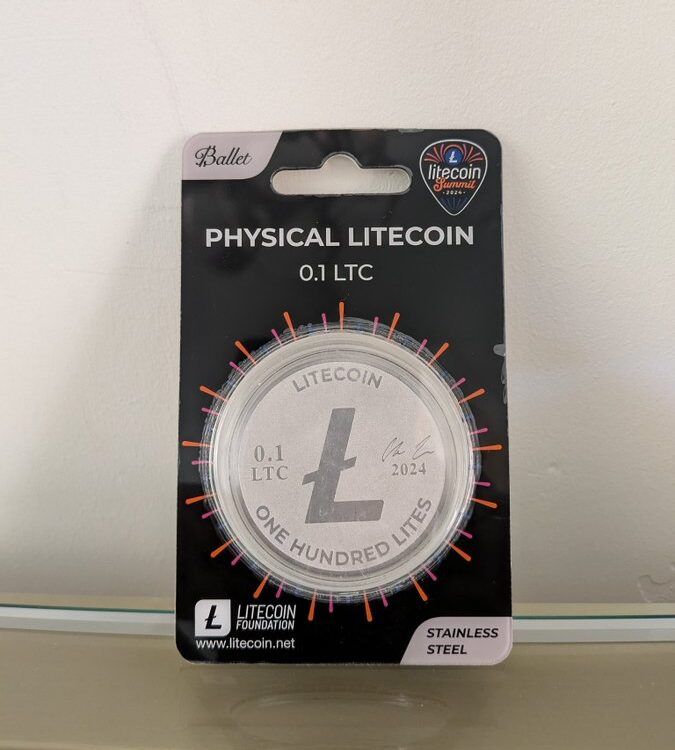 Ballet
litecoin
Summit
·2024·
PHYSICAL LITECOIN
0.1 LTC
LITECOIN
0.1
LTC
2024
ONE HUNDRED LITES
LITECOIN
FOUNDATION
www.litecoin.net
STAINLESS
STEEL